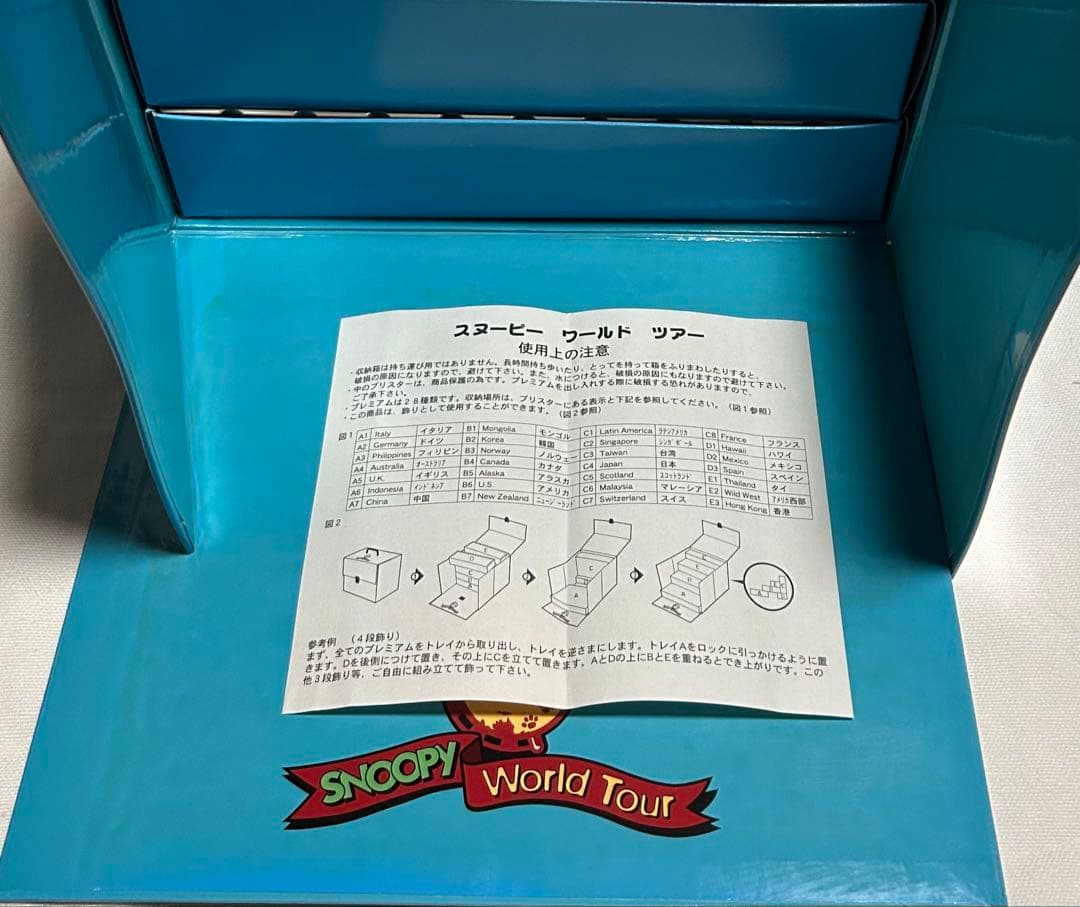 スヌーピー ワールド ツアー
使用上の注意
・収納箱は持ち運び用ではありません。長時間持ち歩いたり、とってを持って箱をふりまわしたりすると、
破損の原因になりますので、避けて下さい。また、水につけると、破損の原因にもなりますので避けて下さい。
・中のブリスターは、商品保護の為です。プレミアムを出し入れする際に破損する恐れがありますので、
ご了承下さい。
・プレミアムは28種類です。収納場所は、ブリスターにある表示と下記を参照してください。(図1参照)
・この商品は、飾りとして使用することができます。(図2参照)
図1
A1 Italy イタリア B1 Mongolia モンゴル C1 Latin America ラテンアメリカ C8 France フランス
A2 Germany ドイツ B2 Korea 韓国 C2 Singapore シンガポール D1 Hawaii ハワイ
A3 Philippines フィリピン B3 Norway ノルウェー C3 Taiwan 台湾 D2 Mexico メキシコ
A4 Australia オーストラリア B4 Canada カナダ C4 Japan 日本 D3 Spain スペイン
A5 U.K. イギリス B5 Alaska アラスカ C5 Scotland スコットランド E1 Thailand タイ
A6 Indonesia インドネシア B6 U.S. アメリカ C6 Malaysia マレーシア E2 Wild West アメリカ西部
A7 China 中国 B7 New Zealand ニュージーランド C7 Switzerland スイス E3 Hong Kong 香港
図2
参考例 (4段飾り)
まず、全てのプレミアムをトレイから取り出し、トレイを逆さまにします。トレイAをロックに引っかけるように置
きます。Dを後側につけて置き、その上にCを立てて置きます。AとDの上にBとEを重ねるとでき上がりです。この
他3段飾り等、ご自由に組み立てて飾って下さい。
SNOOPY World Tour